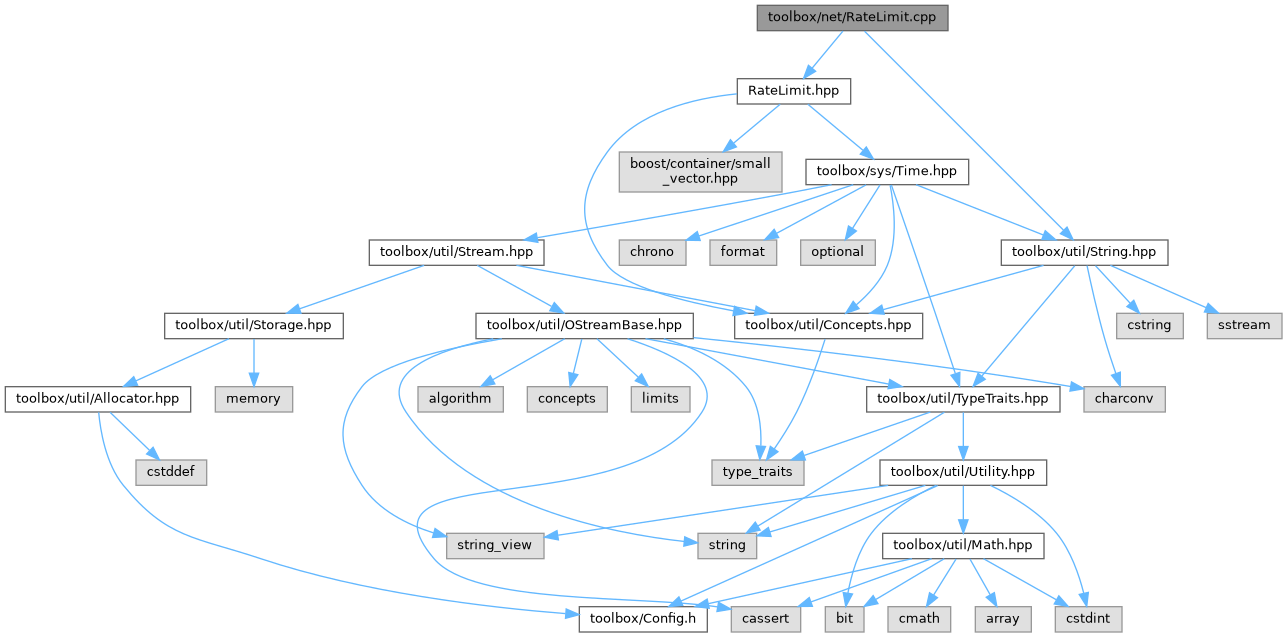 toolbox/net/RateLimit.cpp
RateLimit.hpp
boost/container/small
_vector.hpp
toolbox/sys/Time.hpp
toolbox/util/Stream.hpp
chrono
format
optional
toolbox/util/String.hpp
toolbox/util/Storage.hpp
toolbox/util/OStreamBase.hpp
toolbox/util/Concepts.hpp
cstring
sstream
toolbox/util/Allocator.hpp
memory
algorithm
concepts
limits
toolbox/util/TypeTraits.hpp
charconv
cstddef
type_traits
toolbox/util/Utility.hpp
string_view
string
toolbox/util/Math.hpp
toolbox/Config.h
cassert
bit
cmath
array
cstdint